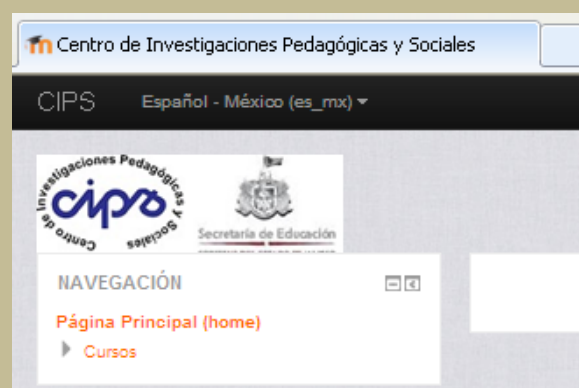 Centro de Investigaciones Pedagógicas y Sociales
CIPS Español - México (es_mx)
Centro de Investigaciones Pedagógicas y Sociales
cips
Secretaría de Educación
NAVEGACIÓN
Página Principal (home)
Cursos